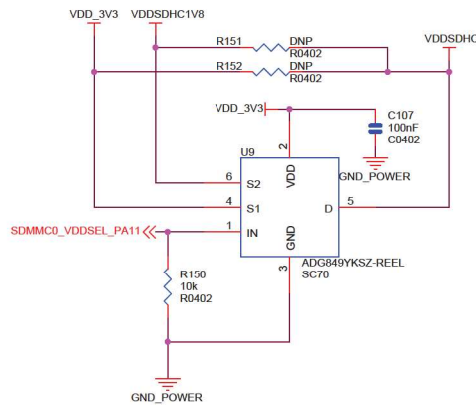 VDD_3V3 VDDSDHC1V8
R151 DNP VDDSDHC
R0402
R152 DNP
R0402
VDD_3V3
C107
100nF
C0402
U9
2
VDD
GND_POWER
6 S2
4 S1 D 5
SDMMC0_VDDSEL_PA11 1 IN
GND
3 ADG849YKSZ-REEL
SC70
R150
10k
R0402
GND_POWER